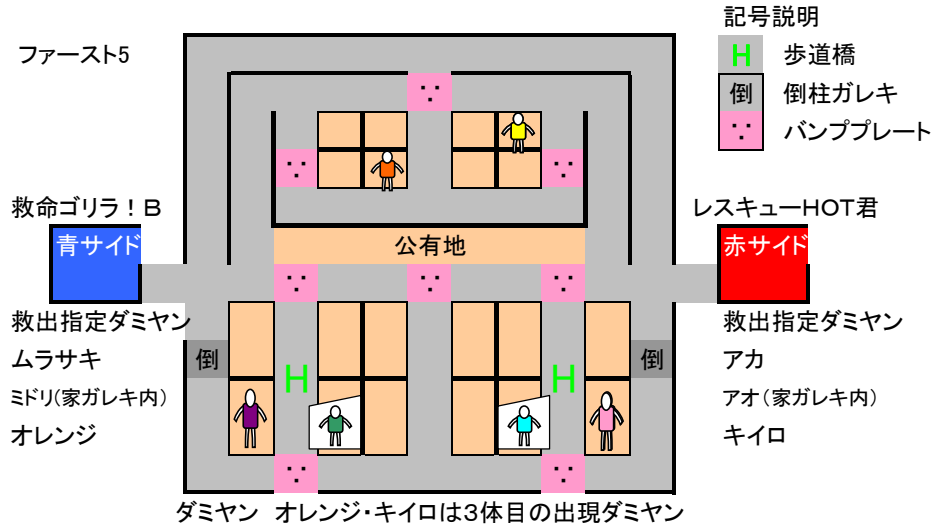 記号説明
ファースト5
H 歩道橋
倒 倒柱ガレキ
バンププレート
救命ゴリラ！B
レスキューHOT君
青サイド
公有地
赤サイド
救出指定ダミヤン
救出指定ダミヤン
ムラサキ
倒
H
H
倒
アカ
ミドリ(家ガレキ内)
アオ(家ガレキ内)
オレンジ
キイロ
ダミヤン オレンジ・キイロは3体目の出現ダミヤン